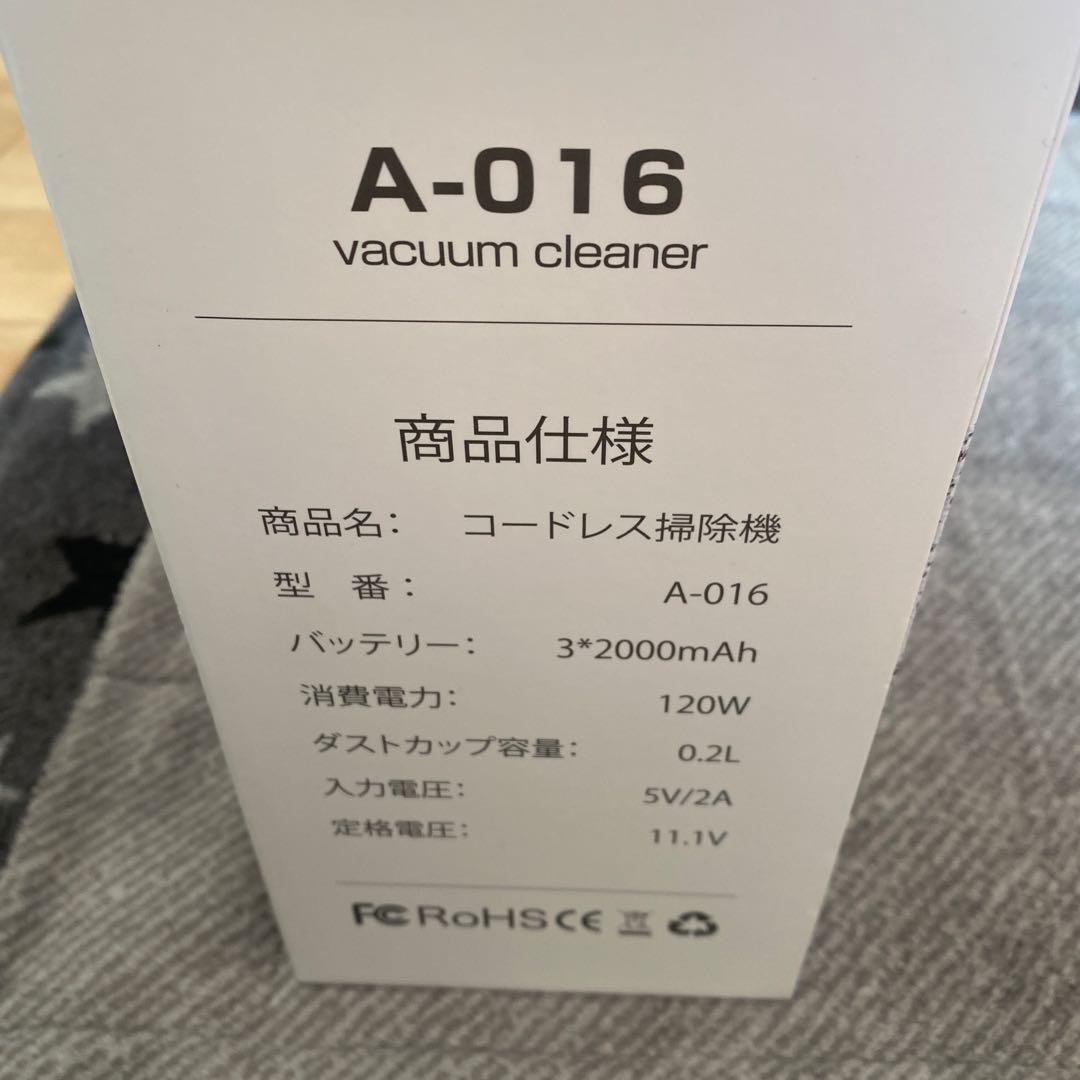 A-016
vacuum cleaner
商品仕様
商品名： コードレス掃除機
型 番： A-016
バッテリー： 3*2000mAh
消費電力： 120W
ダストカップ容量： 0.2L
入力電圧： 5V/2A
定格電圧： 11.1V
FC RoHS CE